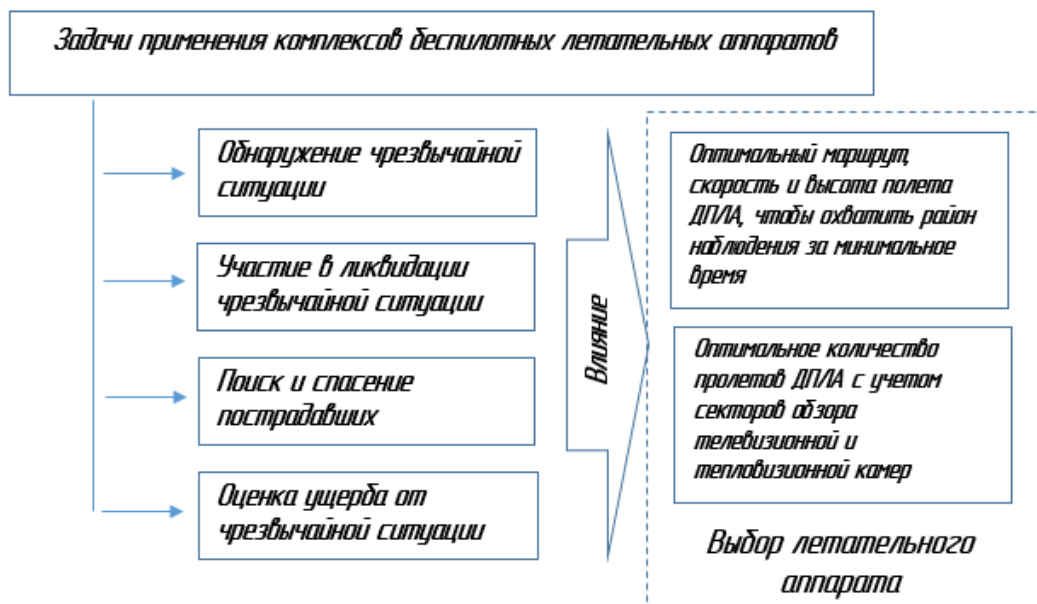 Задачи применения комплексов беспилотных летательных аппаратов
Обнаружение чрезвычайной
ситуации
Участие в ликвидации
чрезвычайной ситуации
Поиск и спасение
пострадавших
Оценка ущерба от
чрезвычайной ситуации
Влияние
Оптимальный маршрут,
скорость и высота полета
ДПЛА, чтобы охватить район
наблюдения за минимальное
время
Оптимальное количество
пролетов ДПЛА с учетом
секторов обзора
телевизионной и
тепловизионной камер
Выбор летательного
аппарата